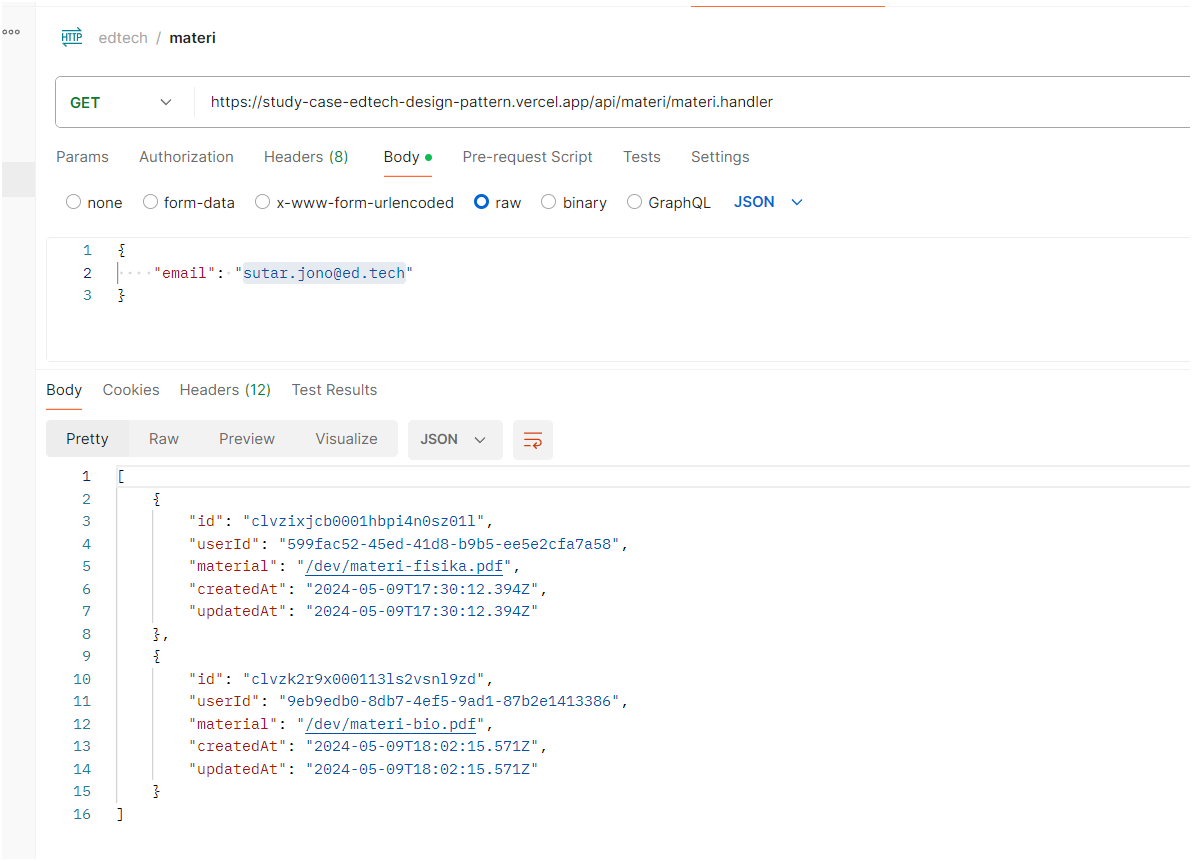 ooo
HTTP edtech / materi
GET https://study-case-edtech-design-pattern.vercel.app/api/materi/materi.handler
Params Authorization Headers (8) Body Pre-request Script Tests Settings
none form-data x-www-form-urlencoded raw binary GraphQL JSON
1 {
2 ····"email":·"sutar.jono@ed.tech"
3 }
Body Cookies Headers (12) Test Results
Pretty Raw Preview Visualize JSON
1 [
2 {
3 "id": "clvzixjcb0001hbpi4n0sz01l",
4 "userId": "599fac52-45ed-41d8-b9b5-ee5e2cfa7a58",
5 "material": "/dev/materi-fisika.pdf",
6 "createdAt": "2024-05-09T17:30:12.394Z",
7 "updatedAt": "2024-05-09T17:30:12.394Z"
8 },
9 {
10 "id": "clvzk2r9x000113ls2vsnl9zd",
11 "userId": "9eb9edb0-8db7-4ef5-9ad1-87b2e1413386",
12 "material": "/dev/materi-bio.pdf",
13 "createdAt": "2024-05-09T18:02:15.571Z",
14 "updatedAt": "2024-05-09T18:02:15.571Z"
15 }
16 ]